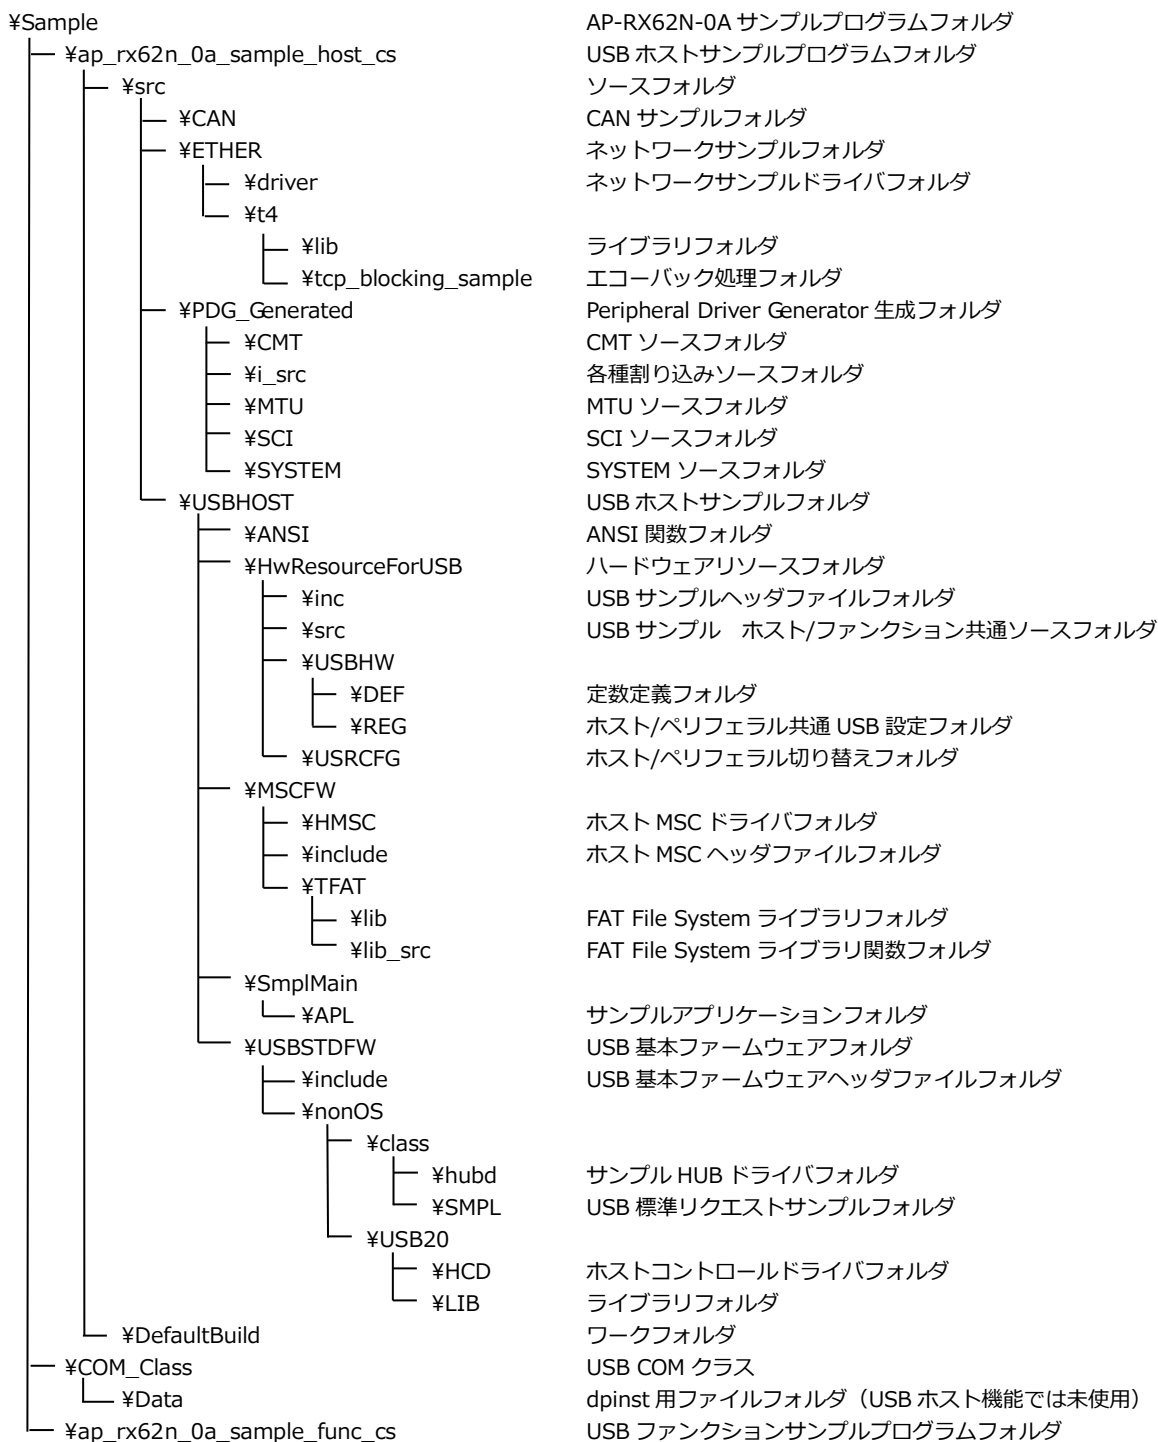 ¥Sample AP-RX62N-0A サンプルプログラムフォルダ
¥ap_rx62n_0a_sample_host_cs USB ホストサンプルプログラムフォルダ
¥src ソースフォルダ
¥CAN CAN サンプルフォルダ
¥ETHER ネットワークサンプルフォルダ
¥driver ネットワークサンプルドライバフォルダ
¥t4
¥lib ライブラリフォルダ
¥tcp_blocking_sample エコーバック処理フォルダ
¥PDG_Generated Peripheral Driver Generator 生成フォルダ
¥CMT CMT ソースフォルダ
¥i_src 各種割り込みソースフォルダ
¥MTU MTU ソースフォルダ
¥SCI SCI ソースフォルダ
¥SYSTEM SYSTEM ソースフォルダ
¥USBHOST USB ホストサンプルフォルダ
¥ANSI ANSI 関数フォルダ
¥HwResourceForUSB ハードウェアリソースフォルダ
¥inc USB サンプルヘッダファイルフォルダ
¥src USB サンプル　ホスト/ファンクション共通ソースフォルダ
¥USBHW
¥DEF 定数定義フォルダ
¥REG ホスト/ペリフェラル共通 USB 設定フォルダ
¥USRCFG ホスト/ペリフェラル切り替えフォルダ
¥MSCFW
¥HMSC ホスト MSC ドライバフォルダ
¥include ホスト MSC ヘッダファイルフォルダ
¥TFAT
¥lib FAT File System ライブラリフォルダ
¥lib_src FAT File System ライブラリ関数フォルダ
¥SmplMain
¥APL サンプルアプリケーションフォルダ
¥USBSTDFW USB 基本ファームウェアフォルダ
¥include USB 基本ファームウェアヘッダファイルフォルダ
¥nonOS
¥class
¥hubd サンプル HUB ドライバフォルダ
¥SMPL USB 標準リクエストサンプルフォルダ
¥USB20
¥HCD ホストコントロールドライバフォルダ
¥LIB ライブラリフォルダ
¥DefaultBuild ワークフォルダ
¥COM_Class USB COM クラス
¥Data dpinst 用ファイルフォルダ（USB ホスト機能では未使用）
¥ap_rx62n_0a_sample_func_cs USB ファンクションサンプルプログラムフォルダ